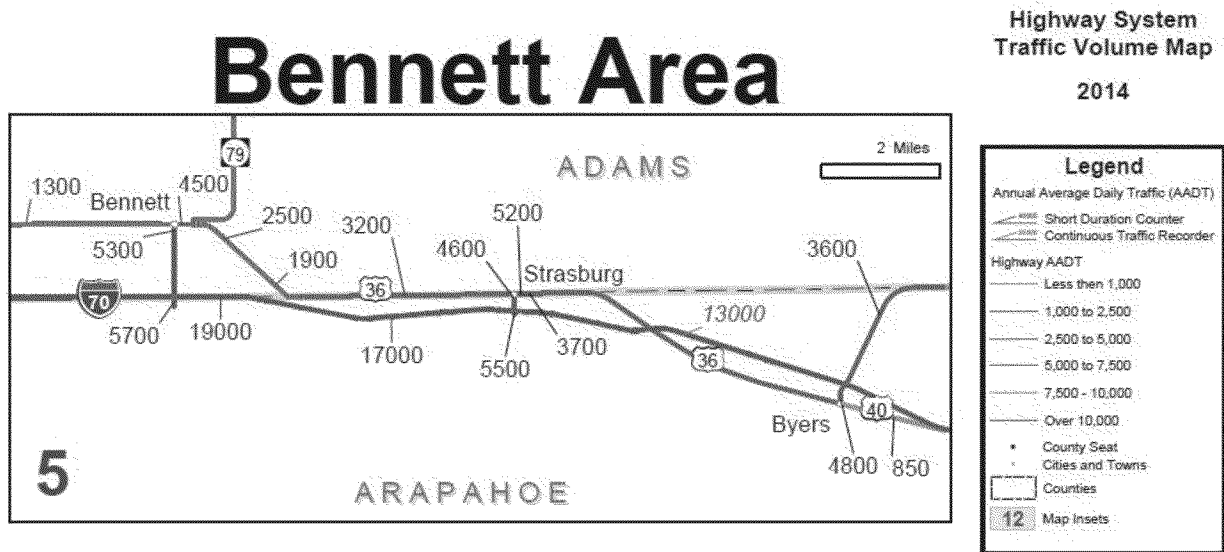 Bennett Area
Highway System
Traffic Volume Map
2014
79
ADAMS
2 Miles
1300
Bennett
4500
2500
3200
5200
5300
4600
Strasburg
3600
1900
36
70
13000
5700
19000
17000
5500
3700
36
Byers
40
4800
850
5
ARAPAHOE
Legend
Annual Average Daily Traffic (AADT)
Short Duration Counter
Continuous Traffic Recorder
Highway AADT
Less then 1,000
1,000 to 2,500
2,500 to 5,000
5,000 to 7,500
7,500 - 10,000
Over 10,000
County Seat
Cities and Towns
Counties
12 Map Insets